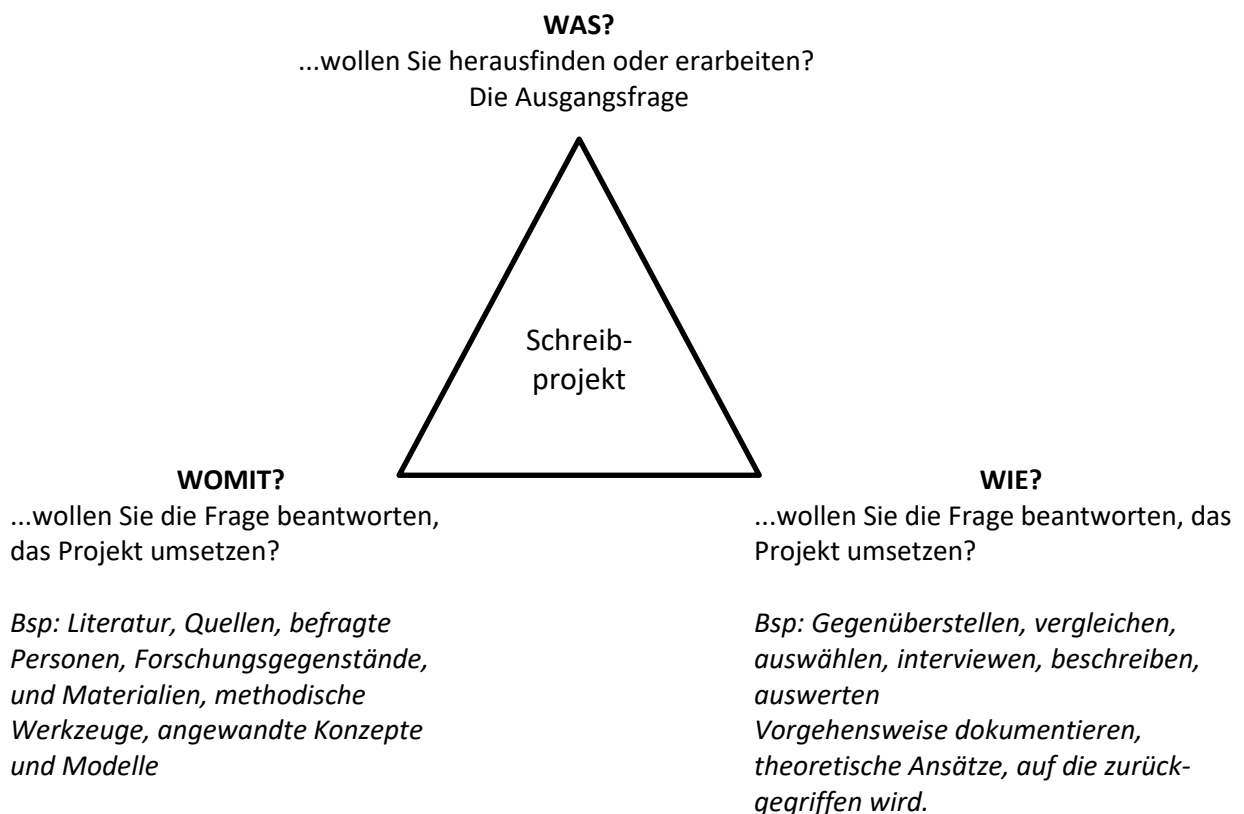 WAS?
...wollen Sie herausfinden oder erarbeiten?
Die Ausgangsfrage
Schreib-
projekt
WOMIT?
...wollen Sie die Frage beantworten,
das Projekt umsetzen?
Bsp: Literatur, Quellen, befragte
Personen, Forschungsgegenstände,
und Materialien, methodische
Werkzeuge, angewandte Konzepte
und Modelle
WIE?
...wollen Sie die Frage beantworten, das
Projekt umsetzen?
Bsp: Gegenüberstellen, vergleichen,
auswählen, interviewen, beschreiben,
auswerten
Vorgehensweise dokumentieren,
theoretische Ansätze, auf die zurück-
gegriffen wird.